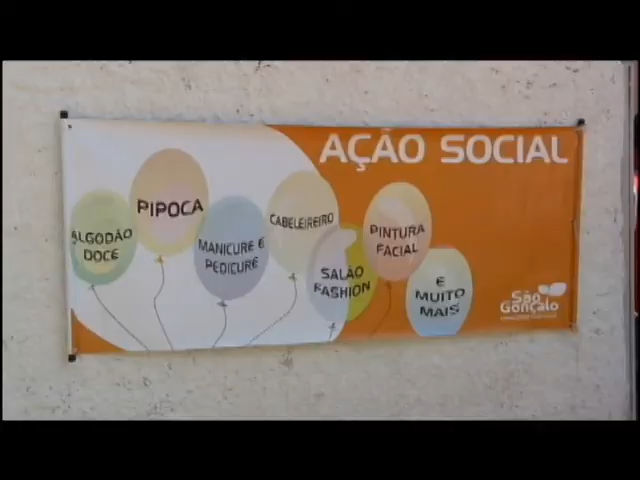 AÇÃO SOCIAL
ALGODÃO
DOCE
PIPOCA
MANICURE E
PEDICURE
CABELEIREIRO
SALÃO
FASHION
PINTURA
FACIAL
E
MUITO
MAIS
São
Gonçalo